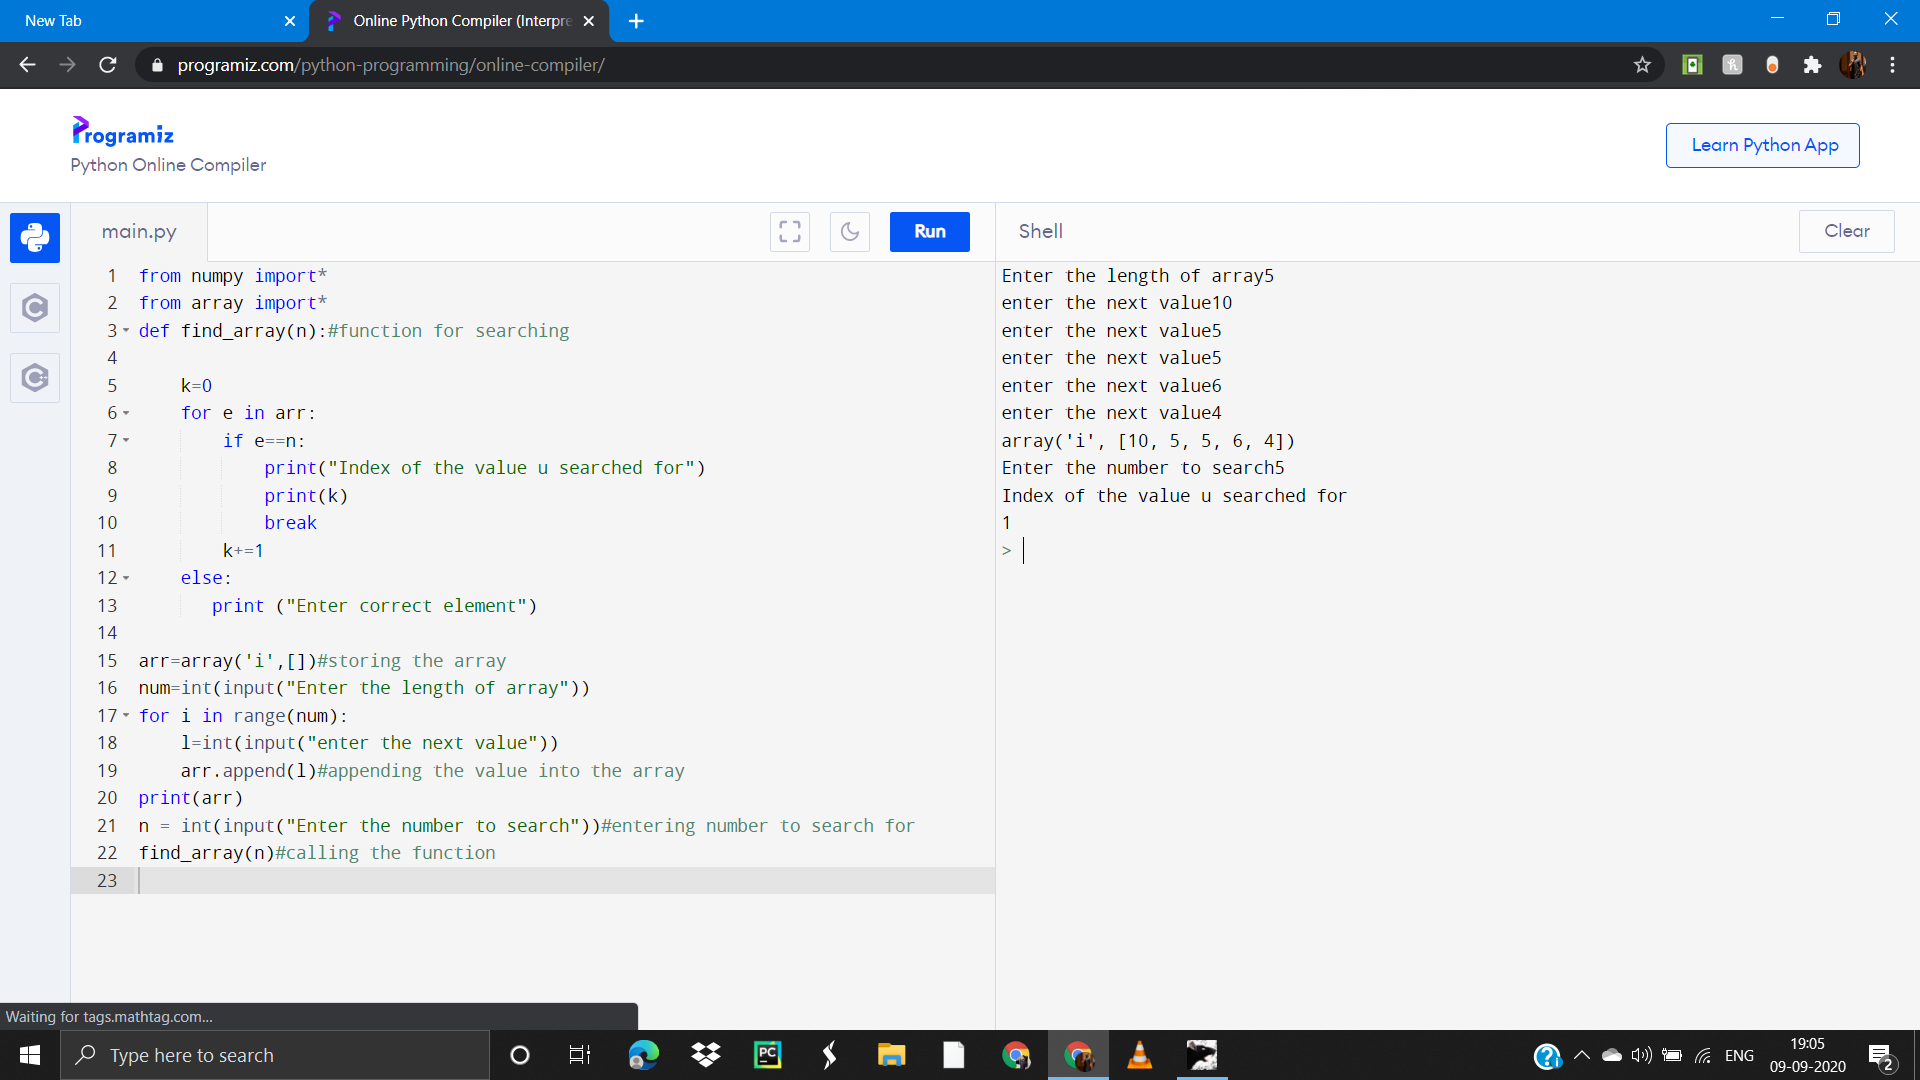 New Tab
Online Python Compiler (Interpre
programiz.com/python-programming/online-compiler/
Programiz
Python Online Compiler
Learn Python App
main.py
Run
Shell
Clear
1 from numpy import*
2 from array import*
3 def find_array(n):#function for searching
4
5 k=0
6 for e in arr:
7 if e==n:
8 print("Index of the value u searched for")
9 print(k)
10 break
11 k+=1
12 else:
13 print ("Enter correct element")
14
15 arr=array('i',[])#storing the array
16 num=int(input("Enter the length of array"))
17 for i in range(num):
18 l=int(input("enter the next value"))
19 arr.append(l)#appending the value into the array
20 print(arr)
21 n = int(input("Enter the number to search"))#entering number to search for
22 find_array(n)#calling the function
23
Enter the length of array5
enter the next value10
enter the next value5
enter the next value5
enter the next value6
enter the next value4
array('i', [10, 5, 5, 6, 4])
Enter the number to search5
Index of the value u searched for
1
>
Waiting for tags.mathtag.com...
Type here to search
PC
ENG
19:05
09-09-2020
2